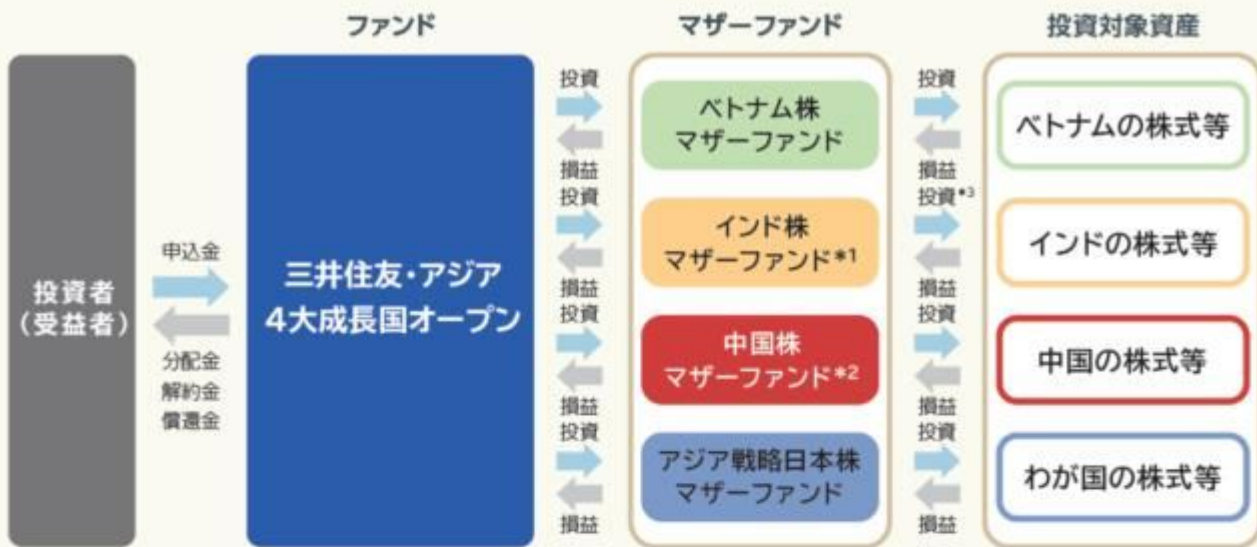 ファンド
マザーファンド
投資対象資産
投資者
（受益者）
申込金
分配金
解約金
償還金
三井住友・アジア
4大成長国オープン
投資
損益
投資
損益
投資
損益
投資
損益
ベトナム株
マザーファンド
インド株
マザーファンド*1
中国株
マザーファンド*2
アジア戦略日本株
マザーファンド
投資
損益
投資*3
損益
投資
損益
投資
損益
ベトナムの株式等
インドの株式等
中国の株式等
わが国の株式等